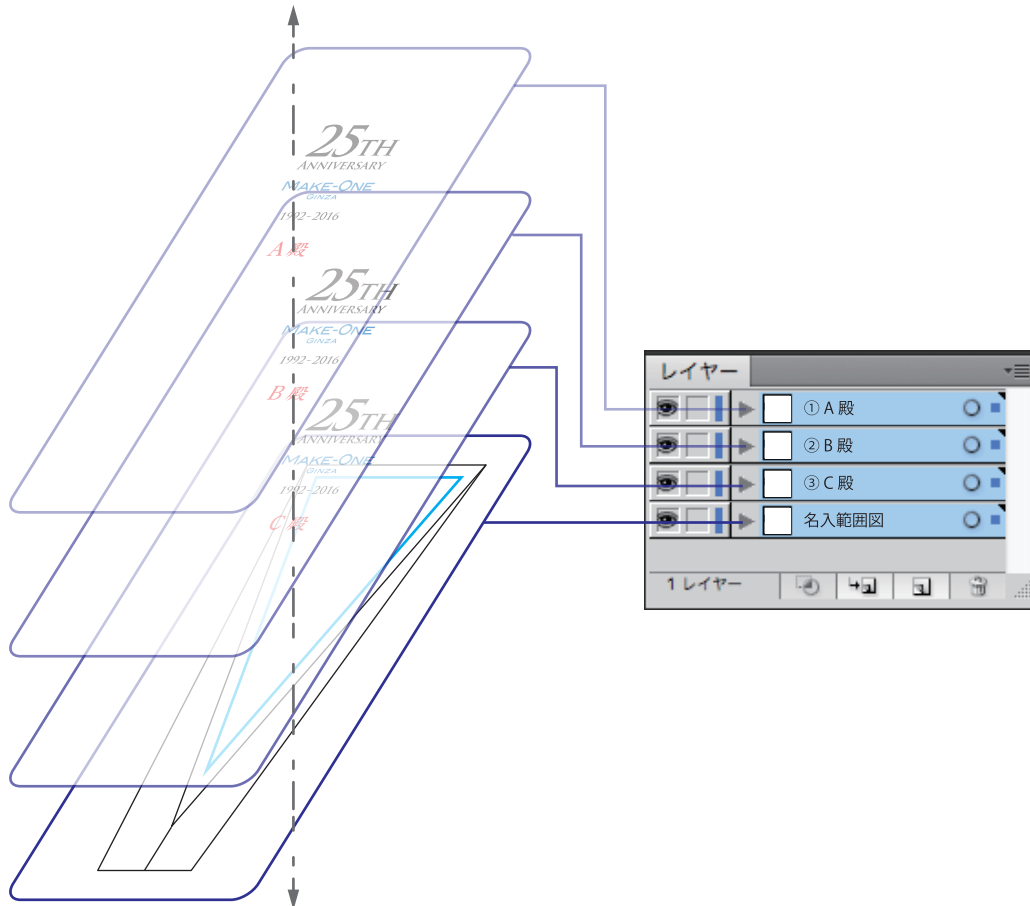 25TH
ANNIVERSARY
MAKE-ONE
GINZA
1992-2016
A 殿
25TH
ANNIVERSARY
MAKE-ONE
GINZA
1992-2016
B 殿
25TH
ANNIVERSARY
MAKE-ONE
GINZA
1992-2016
C 殿
レイヤー
① A 殿
② B 殿
③ C 殿
名入範囲図
1 レイヤー